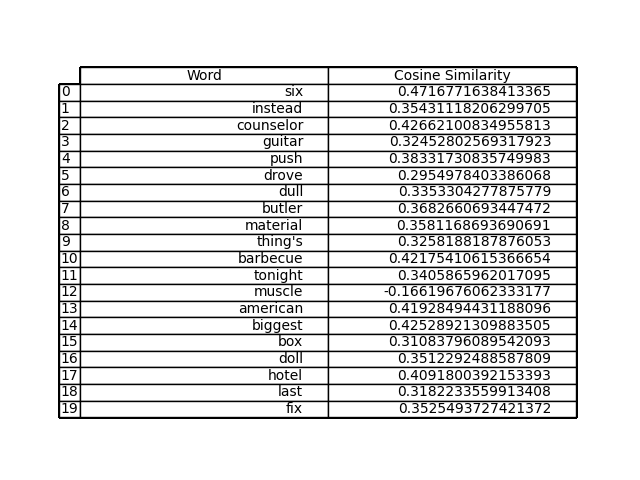 Word Cosine Similarity
0 six 0.4716771638413365
1 instead 0.35431118206299705
2 counselor 0.42662100834955813
3 guitar 0.32452802569317923
4 push 0.38331730835749983
5 drove 0.2954978403386068
6 dull 0.3353304277875779
7 butler 0.3682660693447472
8 material 0.3581168693690691
9 thing's 0.3258188187876053
10 barbecue 0.42175410615366654
11 tonight 0.3405865962017095
12 muscle -0.16619676062333177
13 american 0.41928494431188096
14 biggest 0.42528921309883505
15 box 0.31083796089542093
16 doll 0.3512292488587809
17 hotel 0.4091800392153393
18 last 0.3182233559913408
19 fix 0.3525493727421372